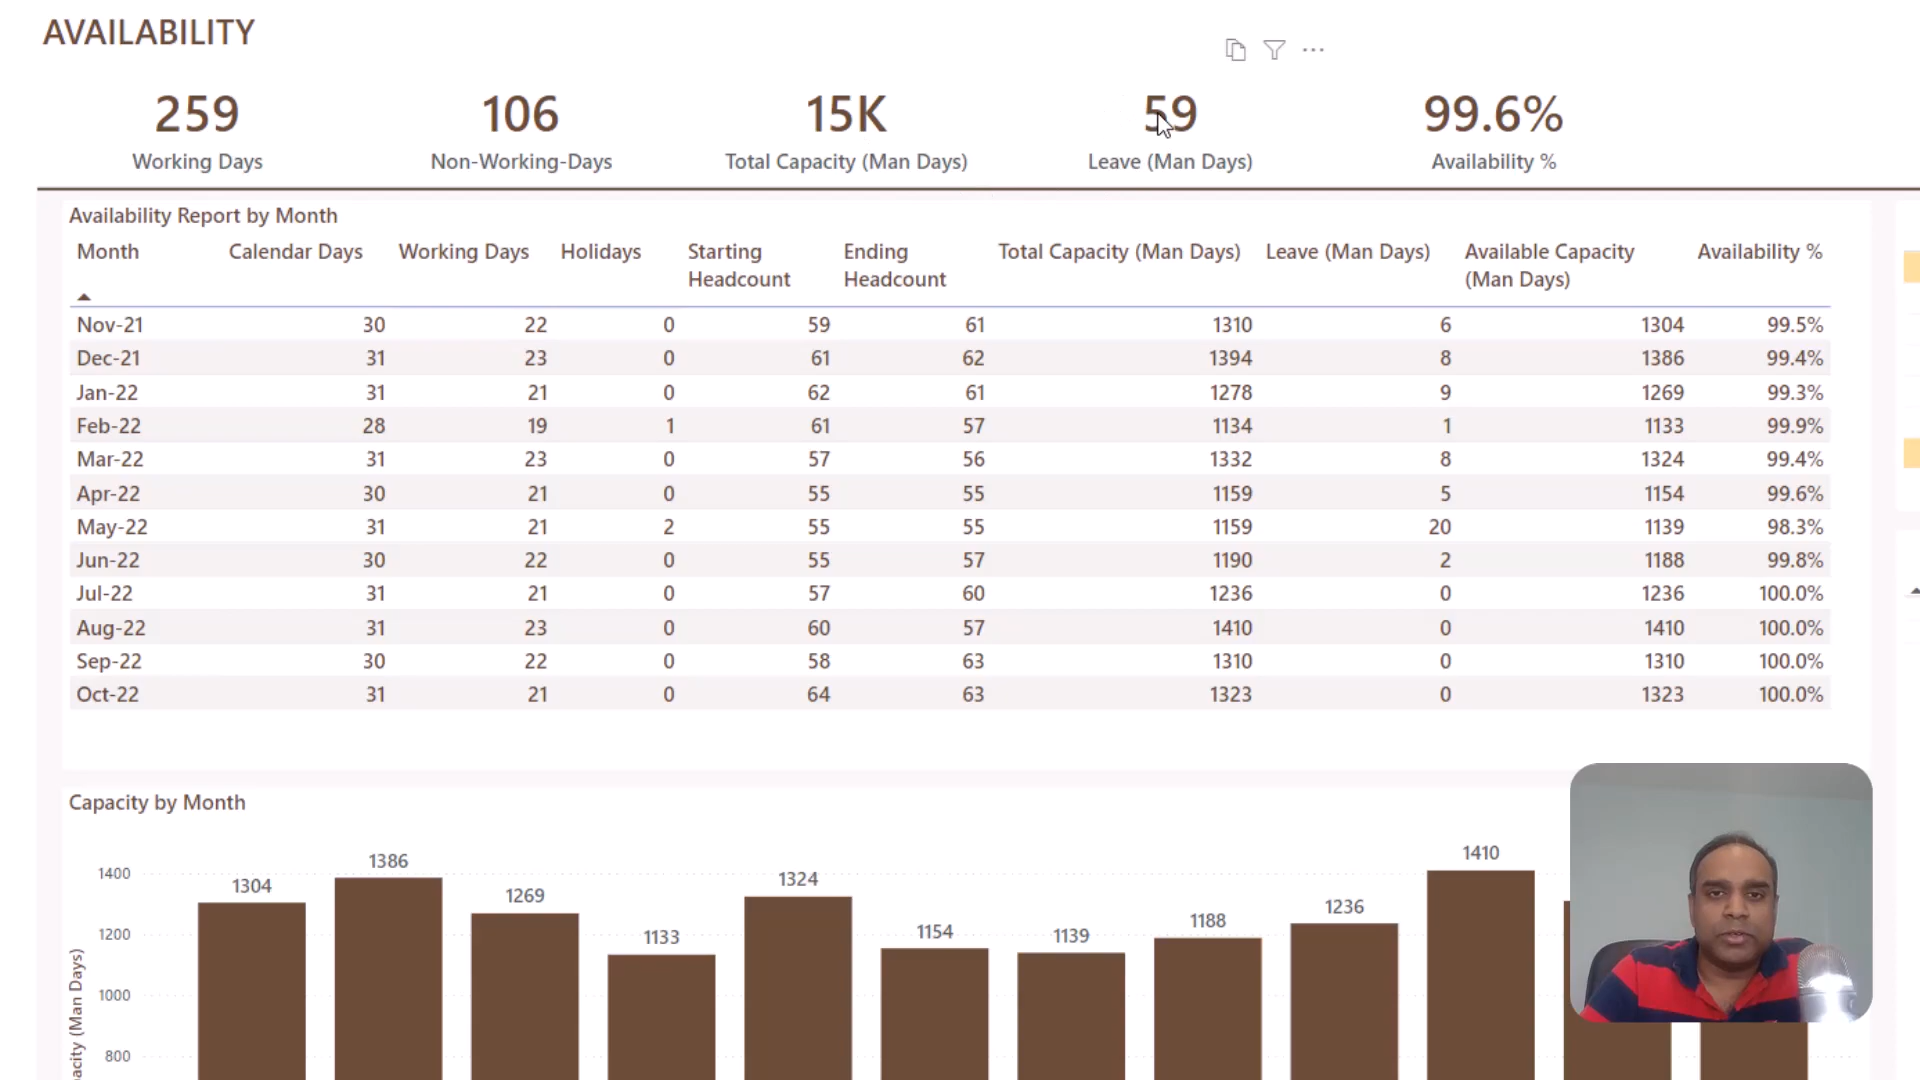 AVAILABILITY
259 106 15K 59 99.6%
Working Days Non-Working-Days Total Capacity (Man Days) Leave (Man Days) Availability %
Availability Report by Month
Month Calendar Days Working Days Holidays Starting Headcount Ending Headcount Total Capacity (Man Days) Leave (Man Days) Available Capacity (Man Days) Availability %
Nov-21 30 22 0 59 61 1310 6 1304 99.5%
Dec-21 31 23 0 61 62 1394 8 1386 99.4%
Jan-22 31 21 0 62 61 1278 9 1269 99.3%
Feb-22 28 19 1 61 57 1134 1 1133 99.9%
Mar-22 31 23 0 57 56 1332 8 1324 99.4%
Apr-22 30 21 0 55 55 1159 5 1154 99.6%
May-22 31 21 2 55 55 1159 20 1139 98.3%
Jun-22 30 22 0 55 57 1190 2 1188 99.8%
Jul-22 31 21 0 57 60 1236 0 1236 100.0%
Aug-22 31 23 0 60 57 1410 0 1410 100.0%
Sep-22 30 22 0 58 63 1310 0 1310 100.0%
Oct-22 31 21 0 64 63 1323 0 1323 100.0%
Capacity by Month
1304 1386 1269 1133 1324 1154 1139 1188 1236 1410
1400
1200
1000
800
(Man Days)